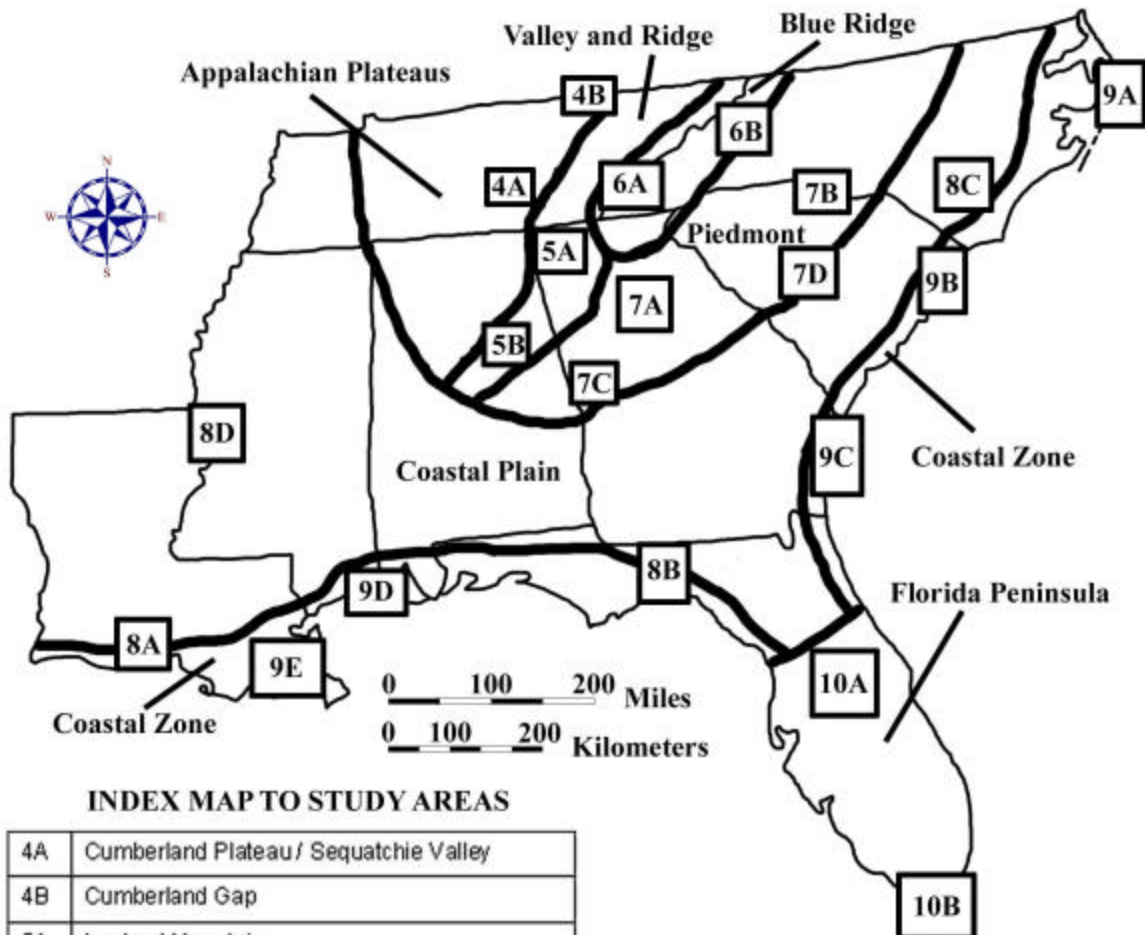 Blue Ridge
Valley and Ridge
Appalachian Plateaus
4B
9A
6B
N
W
E
S
4A
6A
7B
8C
5A
Piedmont
7D
9B
7A
5B
7C
8D
Coastal Plain
9C
Coastal Zone
8B
9D
Florida Peninsula
8A
9E
10A
0 100 200 Miles
Coastal Zone
0 100 200 Kilometers
INDEX MAP TO STUDY AREAS
4A Cumberland Plateau / Sequatchie Valley
4B Cumberland Gap
10B